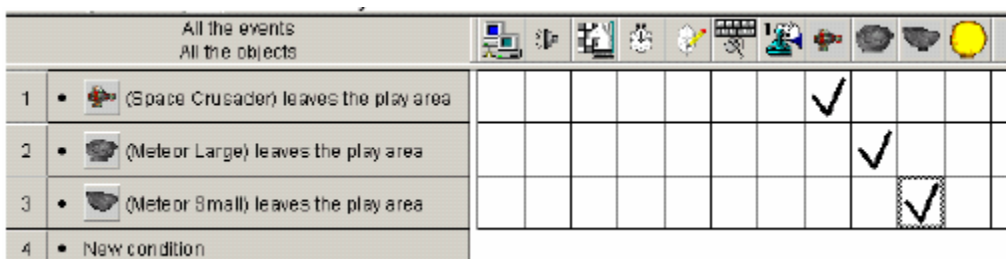 All the events
All the objects
1 • (Space Crusader) leaves the play area
2 • (Meteor Large) leaves the play area
3 • (Meteor Small) leaves the play area
4 • New condition